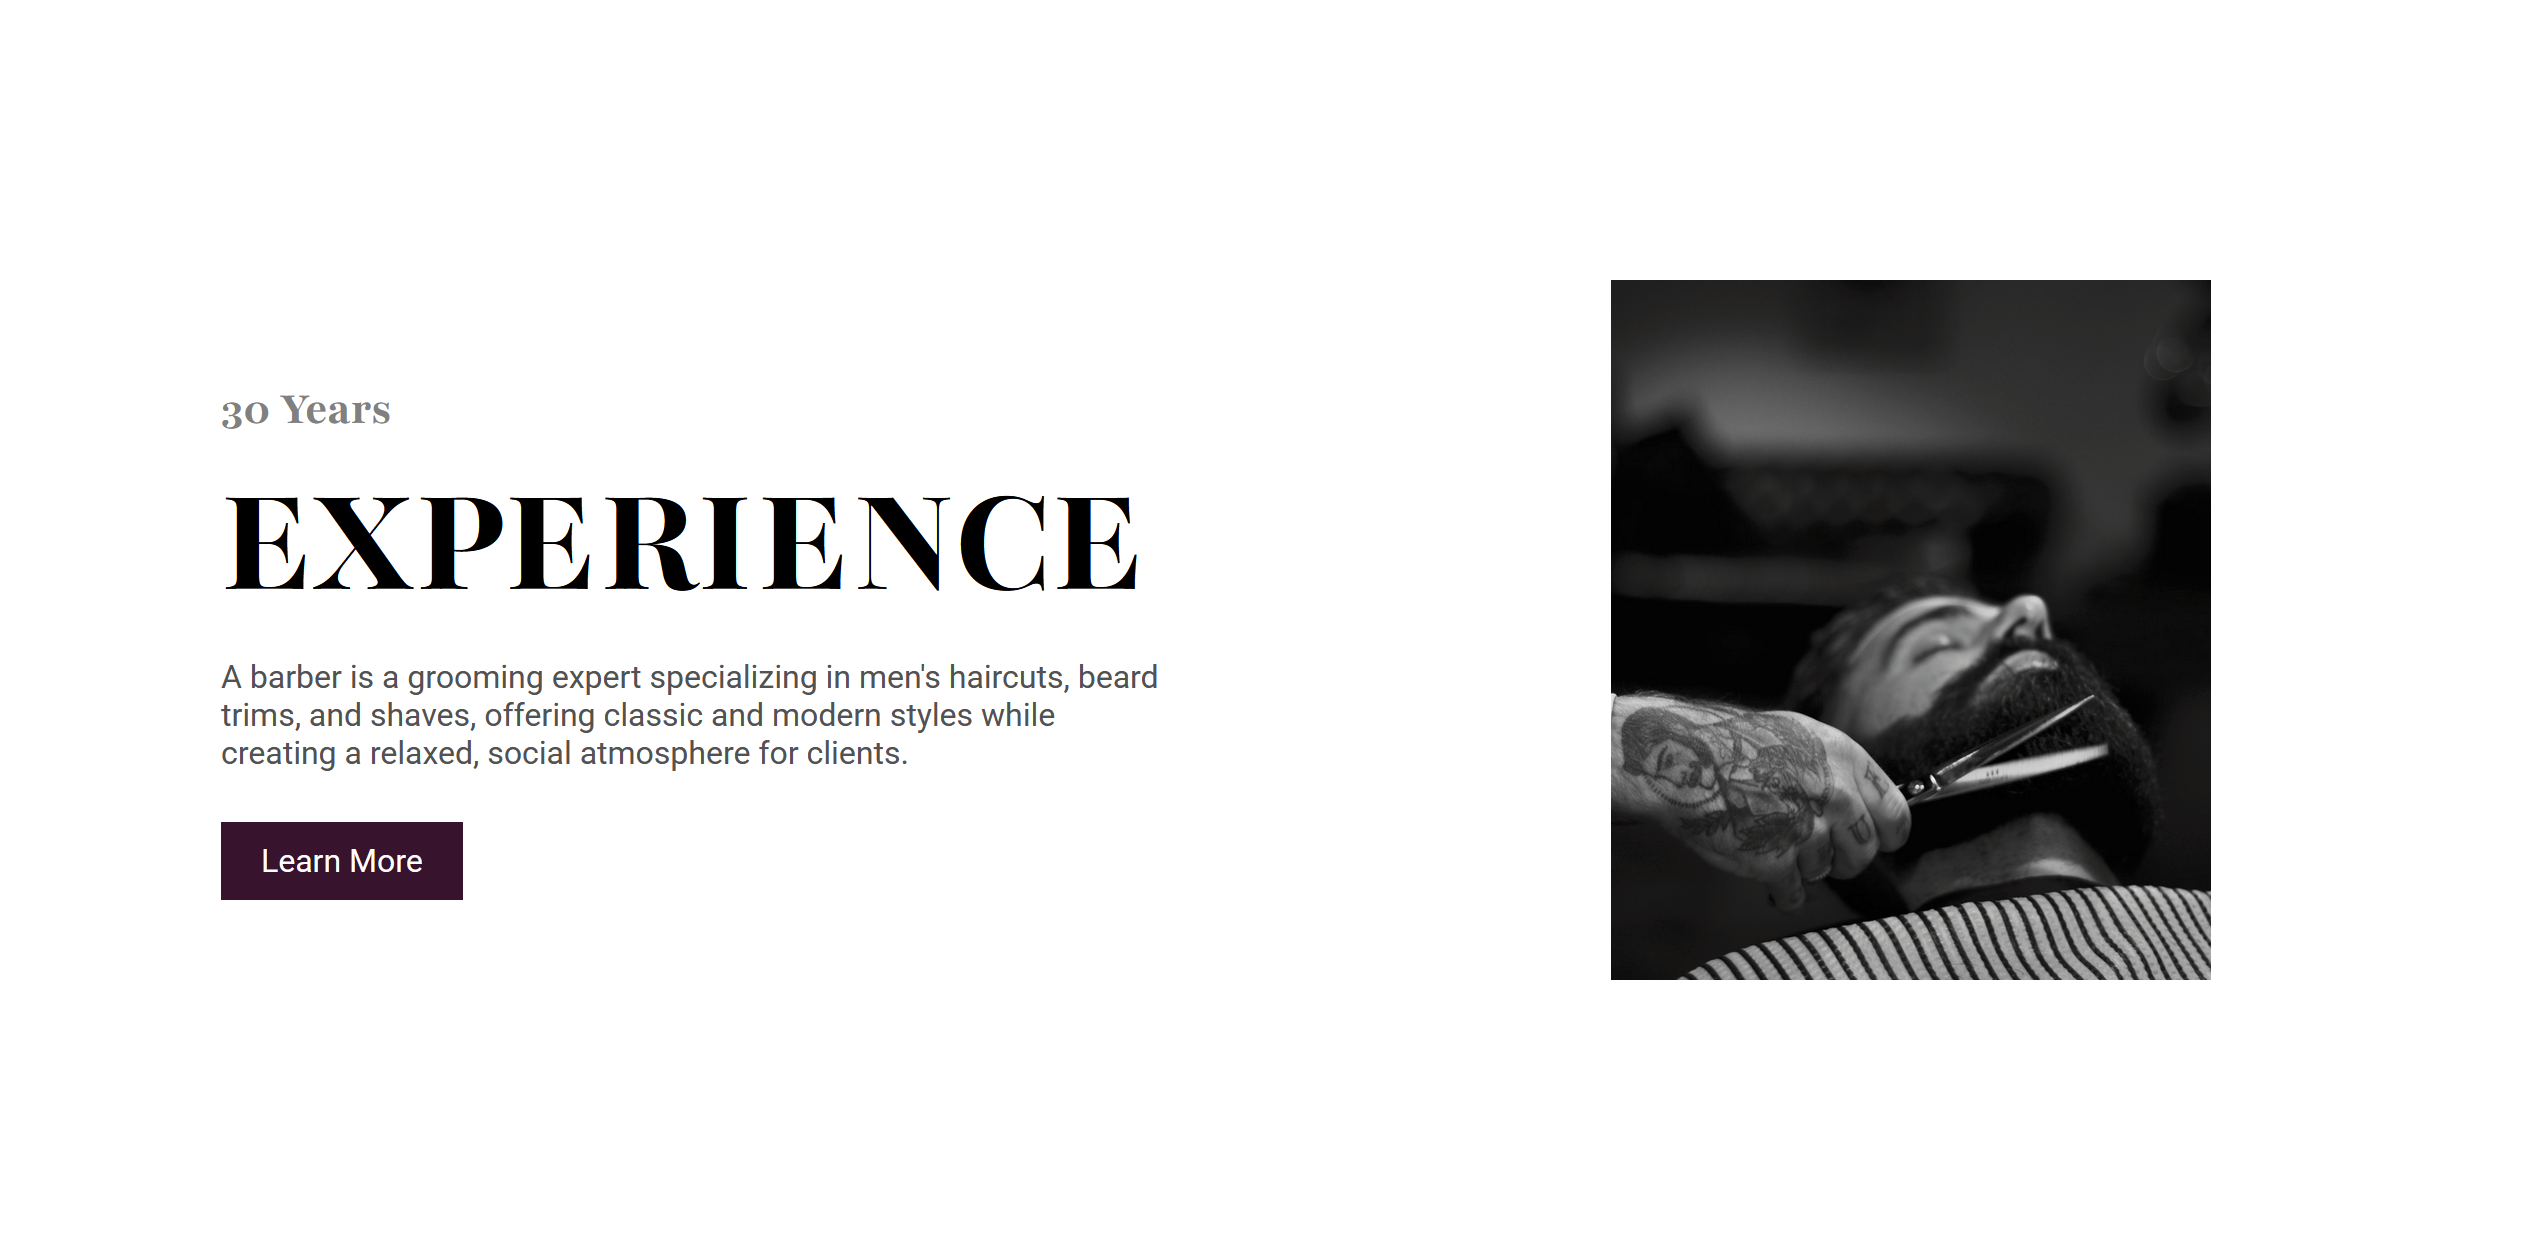 30 Years
EXPERIENCE
A barber is a grooming expert specializing in men's haircuts, beard
trims, and shaves, offering classic and modern styles while
creating a relaxed, social atmosphere for clients.
Learn More